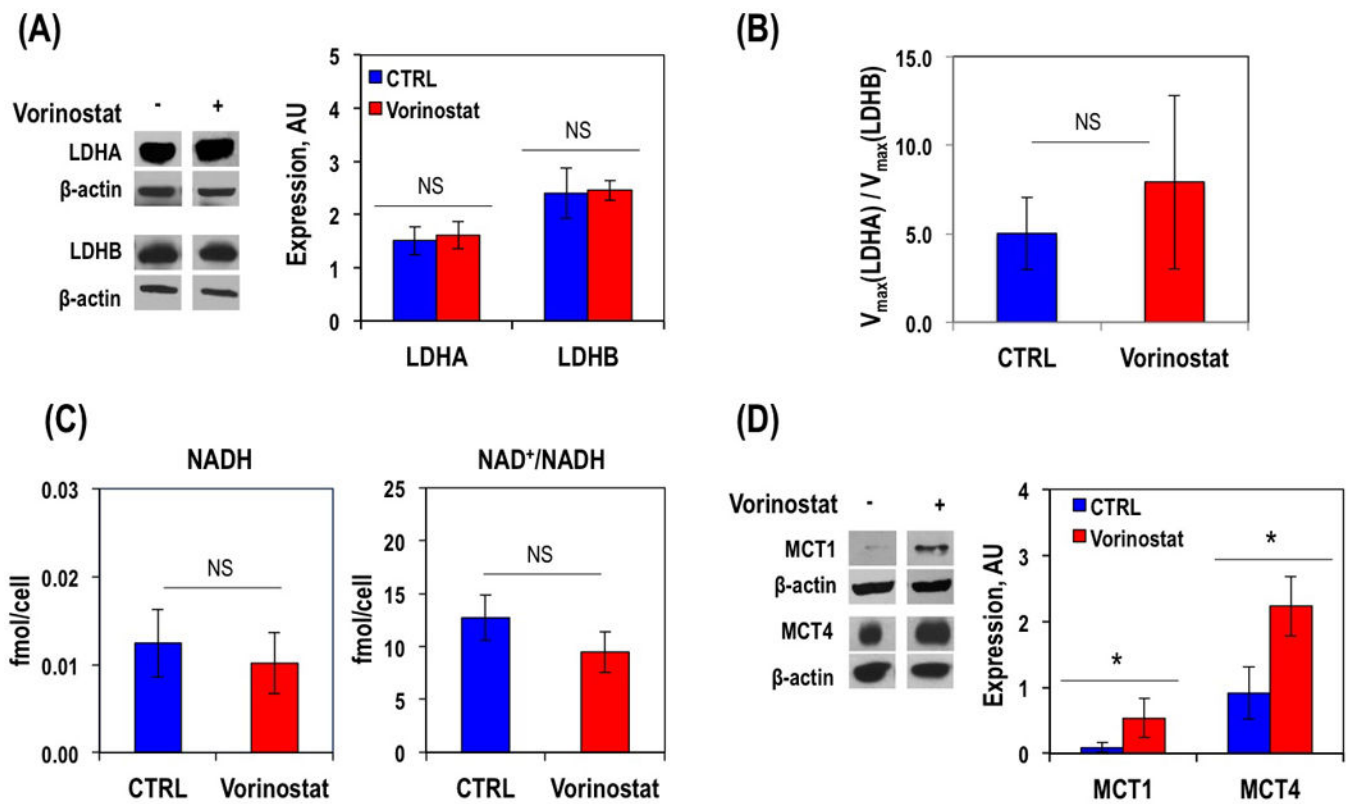 (A)
Vorinostat - +
LDHA
β-actin
LDHB
β-actin
Expression, AU
5
4
3
2
1
0
CTRL
Vorinostat
NS
NS
LDHA LDHB
(B)
Vmax(LDHA) / Vmax(LDHB)
15.0
10.0
5.0
0.0
NS
CTRL Vorinostat
(C)
NADH
fmol/cell
0.03
0.02
0.01
0.00
NS
CTRL Vorinostat
NAD+/NADH
fmol/cell
25
20
15
10
5
0
NS
CTRL Vorinostat
(D)
Vorinostat - +
MCT1
β-actin
MCT4
β-actin
Expression, AU
4
3
2
1
0
CTRL
Vorinostat
*
*
MCT1 MCT4